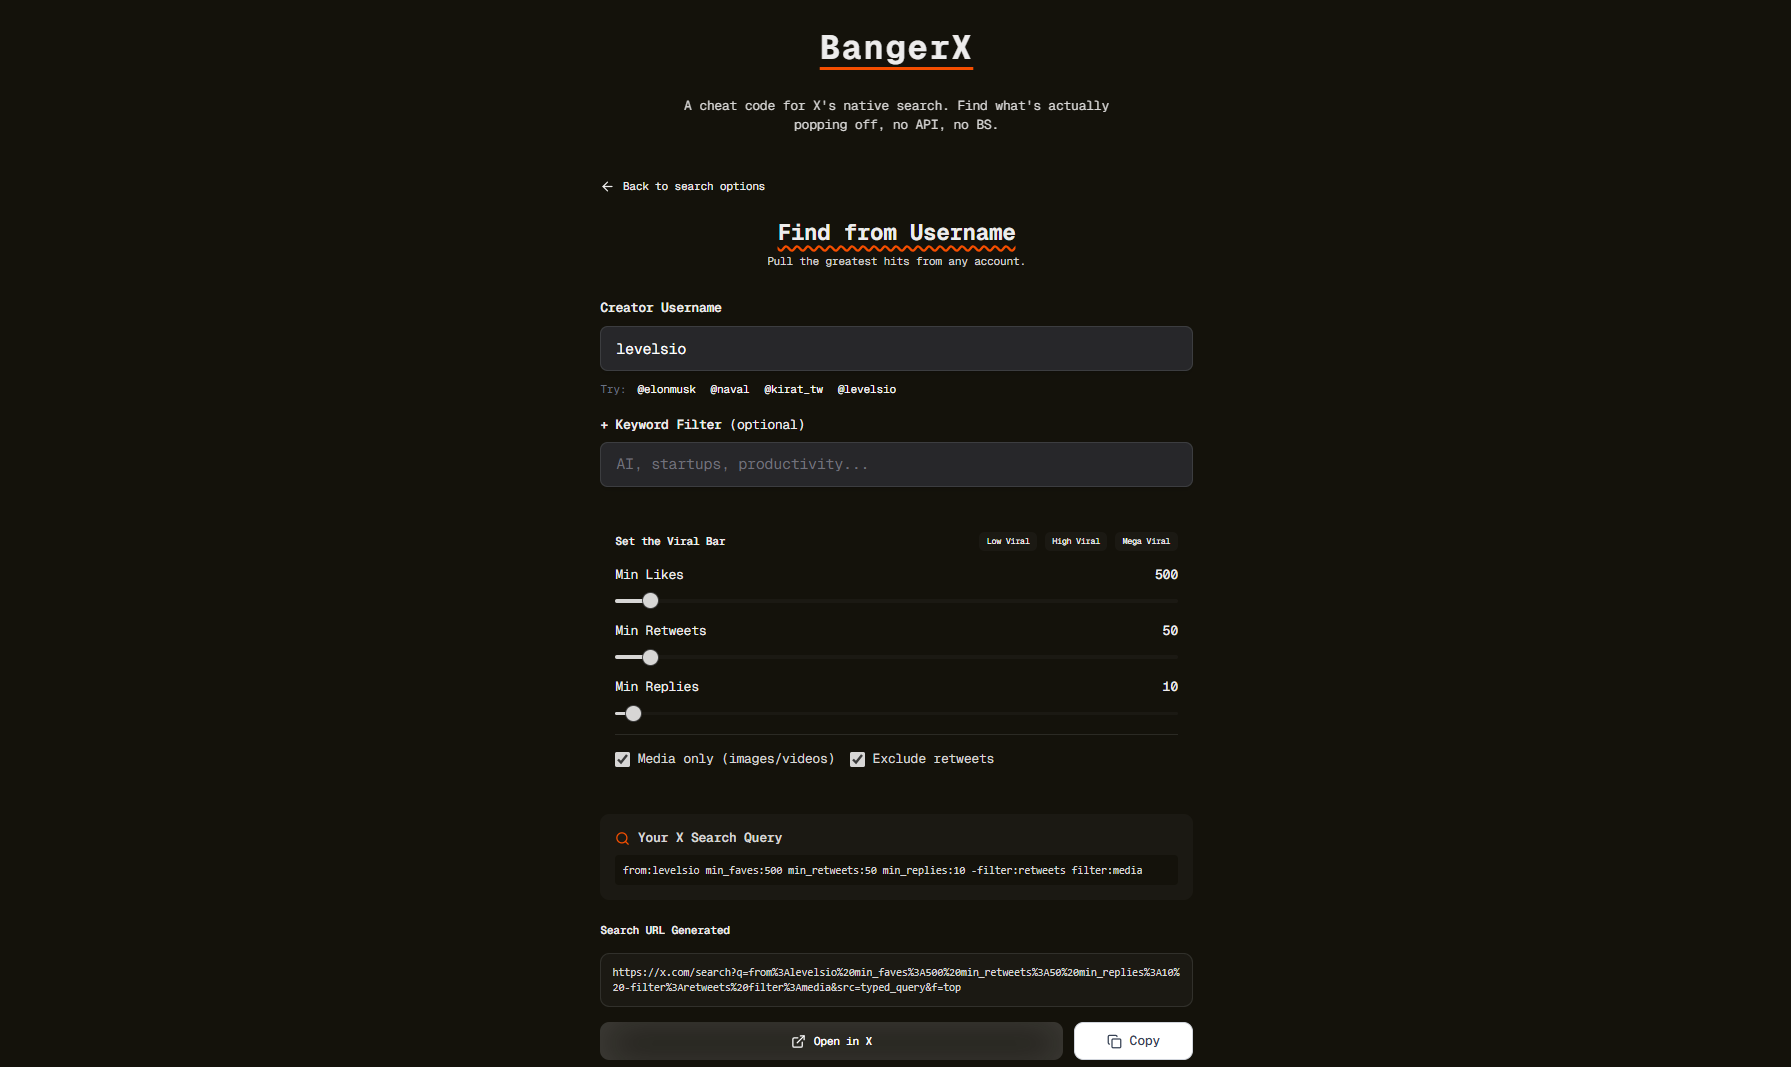 BangerX
A cheat code for X's native search. Find what's actually
popping off, no API, no BS.
Back to search options
Find from Username
Pull the greatest hits from any account.
Creator Username
levelsio
Try: @elonmusk @naval @kirat_tw @levelsio
+ Keyword Filter (optional)
AI, startups, productivity...
Set the Viral Bar Low Viral High Viral Mega Viral
Min Likes 500
Min Retweets 50
Min Replies 10
Media only (images/videos) Exclude retweets
Your X Search Query
from:levelsio min_faves:500 min_retweets:50 min_replies:10 -filter:retweets filter:media
Search URL Generated
https://x.com/search?q=from%3Alevelsio%20min_faves%3A500%20min_retweets%3A50%20min_replies%3A10%
20-filter%3Aretweets%20filter%3Amedia&src=typed_query&f=top
Open in X Copy